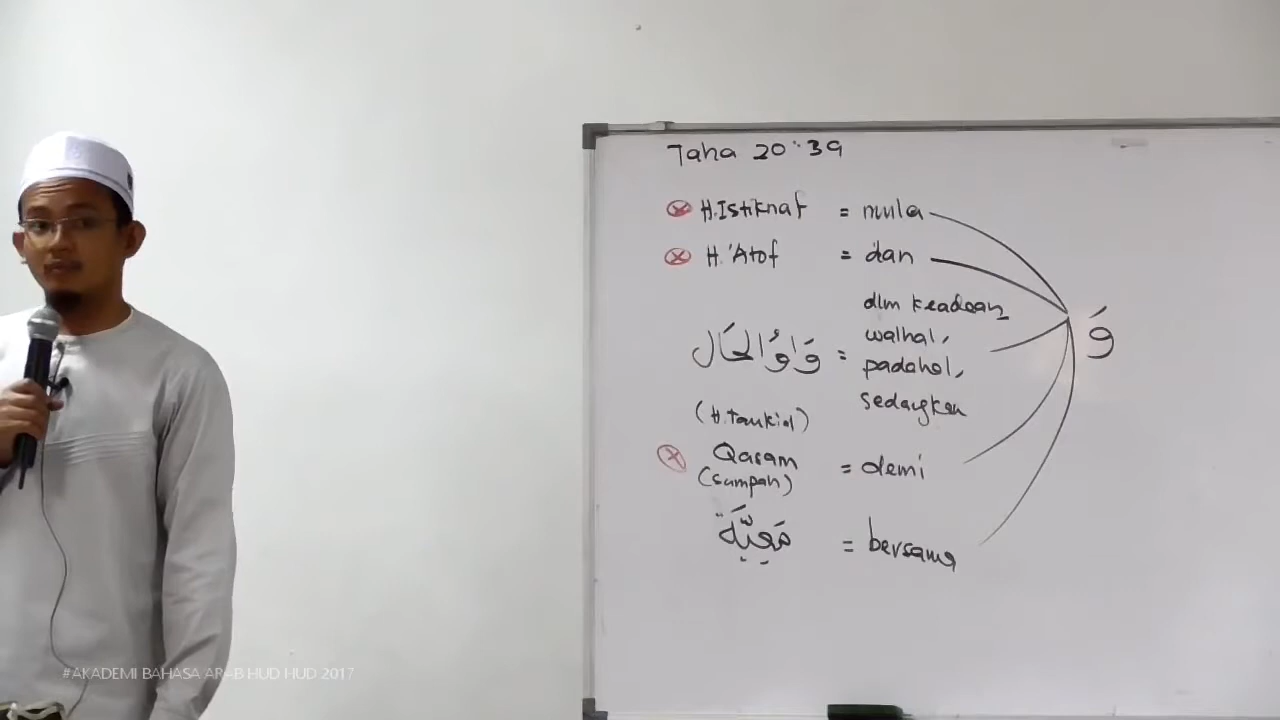 Taha 20:39
H.Istiknaf = mula
H.'Atof = dan
dlm keadaan
walhal,
وَاوُ الحَال =
padahal,
sedangkan
(H.Taukid)
Qasam = demi
(sumpah)
مَعِيَّة = bersama
وَ
#AKADEMI BAHASA ARAB HUD HUD 2017